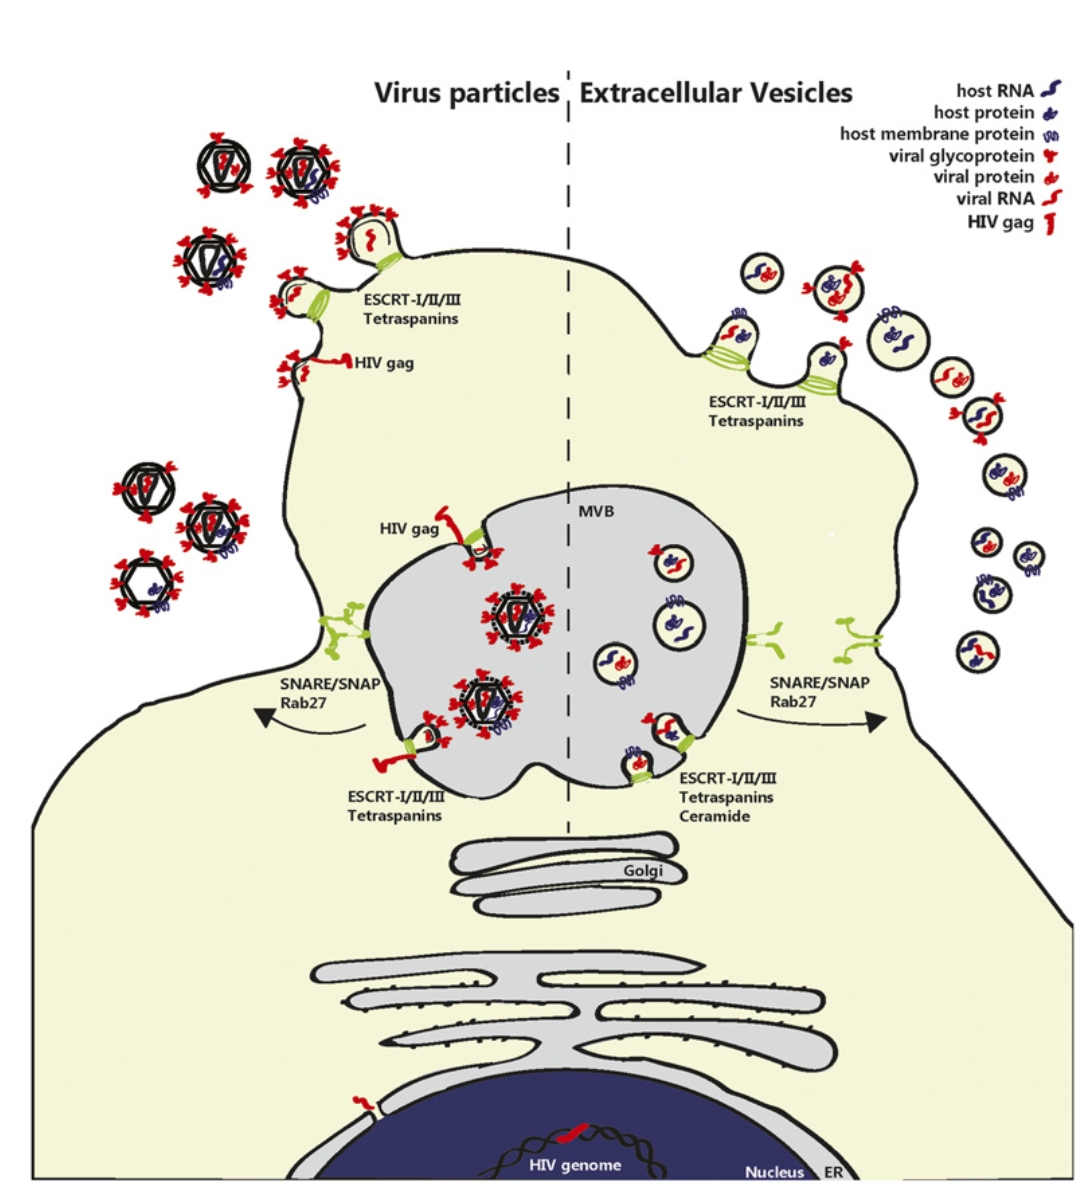 Virus particles
Extracellular Vesicles
host RNA
host protein
host membrane protein
viral glycoprotein
viral protein
viral RNA
HIV gag
ESCRT-I/II/III
Tetraspanins
HIV gag
ESCRT-I/II/III
Tetraspanins
HIV gag
MVB
SNARE/SNAP
Rab27
SNARE/SNAP
Rab27
ESCRT-I/II/III
Tetraspanins
ESCRT-I/II/III
Tetraspanins
Ceramide
Golgi
HIV genome
Nucleus
ER